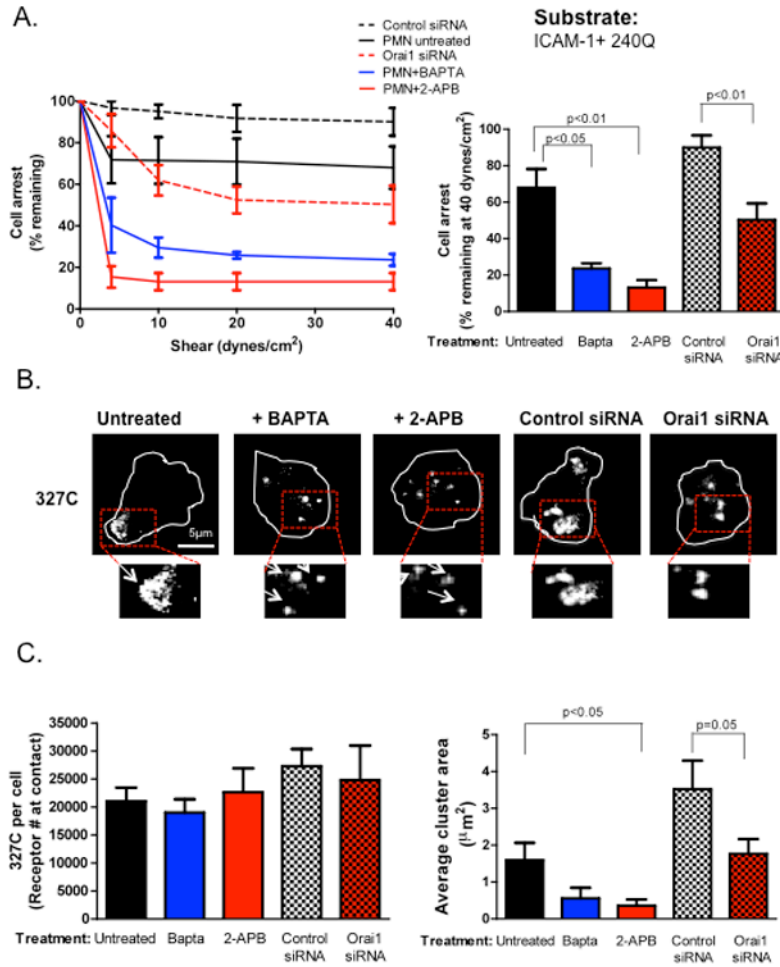 A.
Control siRNA
PMN untreated
Orai1 siRNA
PMN+BAPTA
PMN+2-APB
Substrate:
ICAM-1+ 240Q
Cell arrest
(% remaining)
100
80
60
40
20
0
0 10 20 30 40
Shear (dynes/cm²)
Cell arrest
(% remaining at 40 dynes/cm²)
100
80
60
40
20
0
p<0.01
p<0.05
p<0.01
Treatment: Untreated Bapta 2-APB Control siRNA Orai1 siRNA
B.
Untreated + BAPTA + 2-APB Control siRNA Orai1 siRNA
327C
5µm
C.
327C per cell
(Receptor # at contact)
35000
30000
25000
20000
15000
10000
5000
0
Treatment: Untreated Bapta 2-APB Control siRNA Orai1 siRNA
Average cluster area
(µm²)
5
4
3
2
1
0
p<0.05
p=0.05
Treatment: Untreated Bapta 2-APB Control siRNA Orai1 siRNA